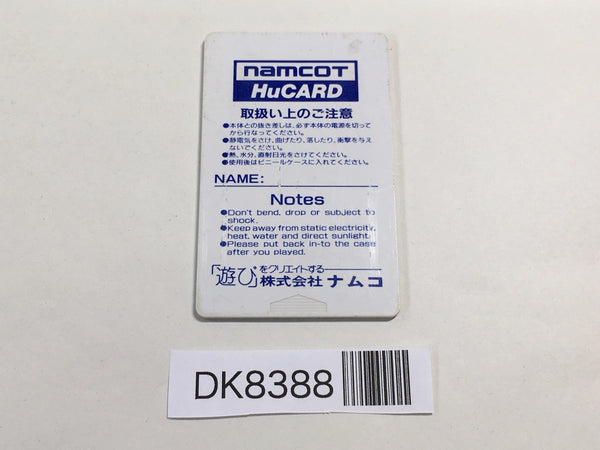 namcot
HuCARD
取扱い上のご注意
●本体との抜き差しは、必ず本体の電源を切って
から行なってください。
●静電気をさけ、曲げたり、落したり、衝撃を与え
ないでください。
●熱、水分、直射日光をさけてください。
●使用後はビニールケースに入れてください。
NAME:
Notes
●Don't bend, drop or subject to
shock.
●Keep away from static electricity,
heat, water and direct sunlight.
●Please put back in-to the case
after you played.
「遊び」をクリエイトする
株式会社 ナムコ
DK8388